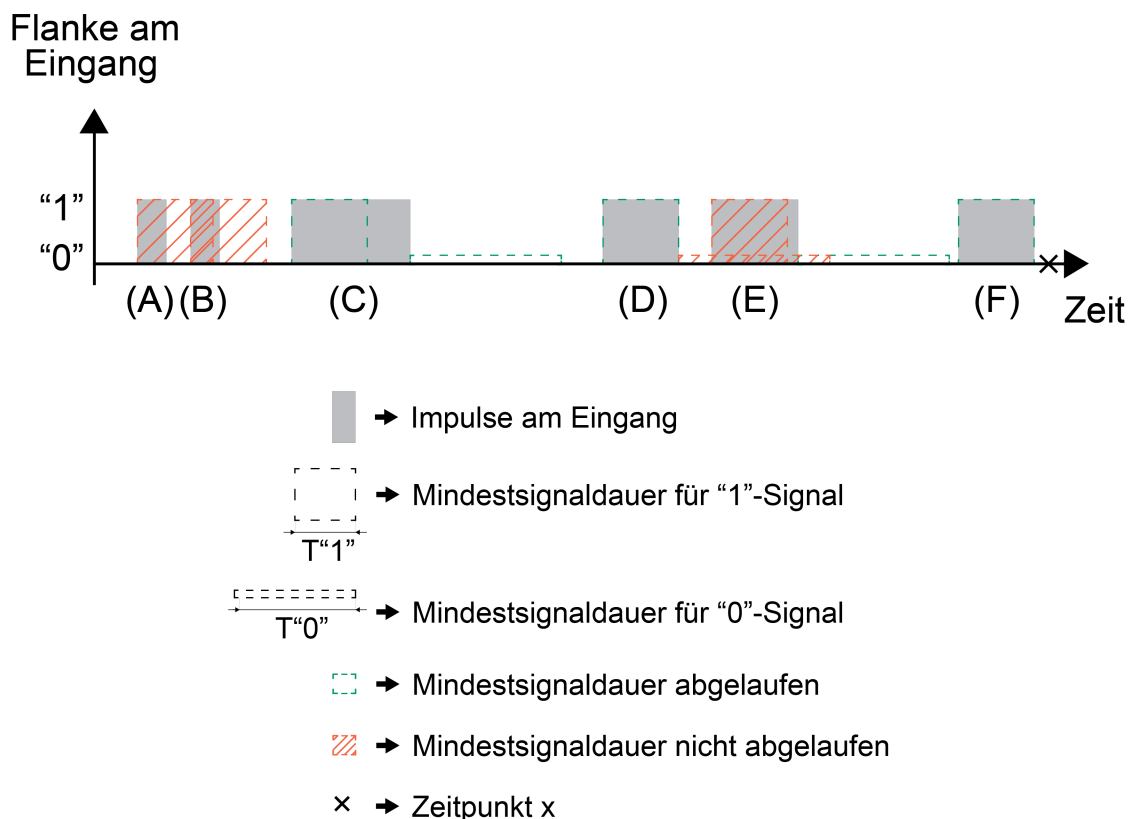 Flanke am
Eingang
“1”
“0”
(A) (B) (C) (D) (E) (F)
Zeit
Impulse am Eingang
Mindestsignaldauer für “1”-Signal
T“1”
Mindestsignaldauer für “0”-Signal
T“0”
Mindestsignaldauer abgelaufen
Mindestsignaldauer nicht abgelaufen
Zeitpunkt x